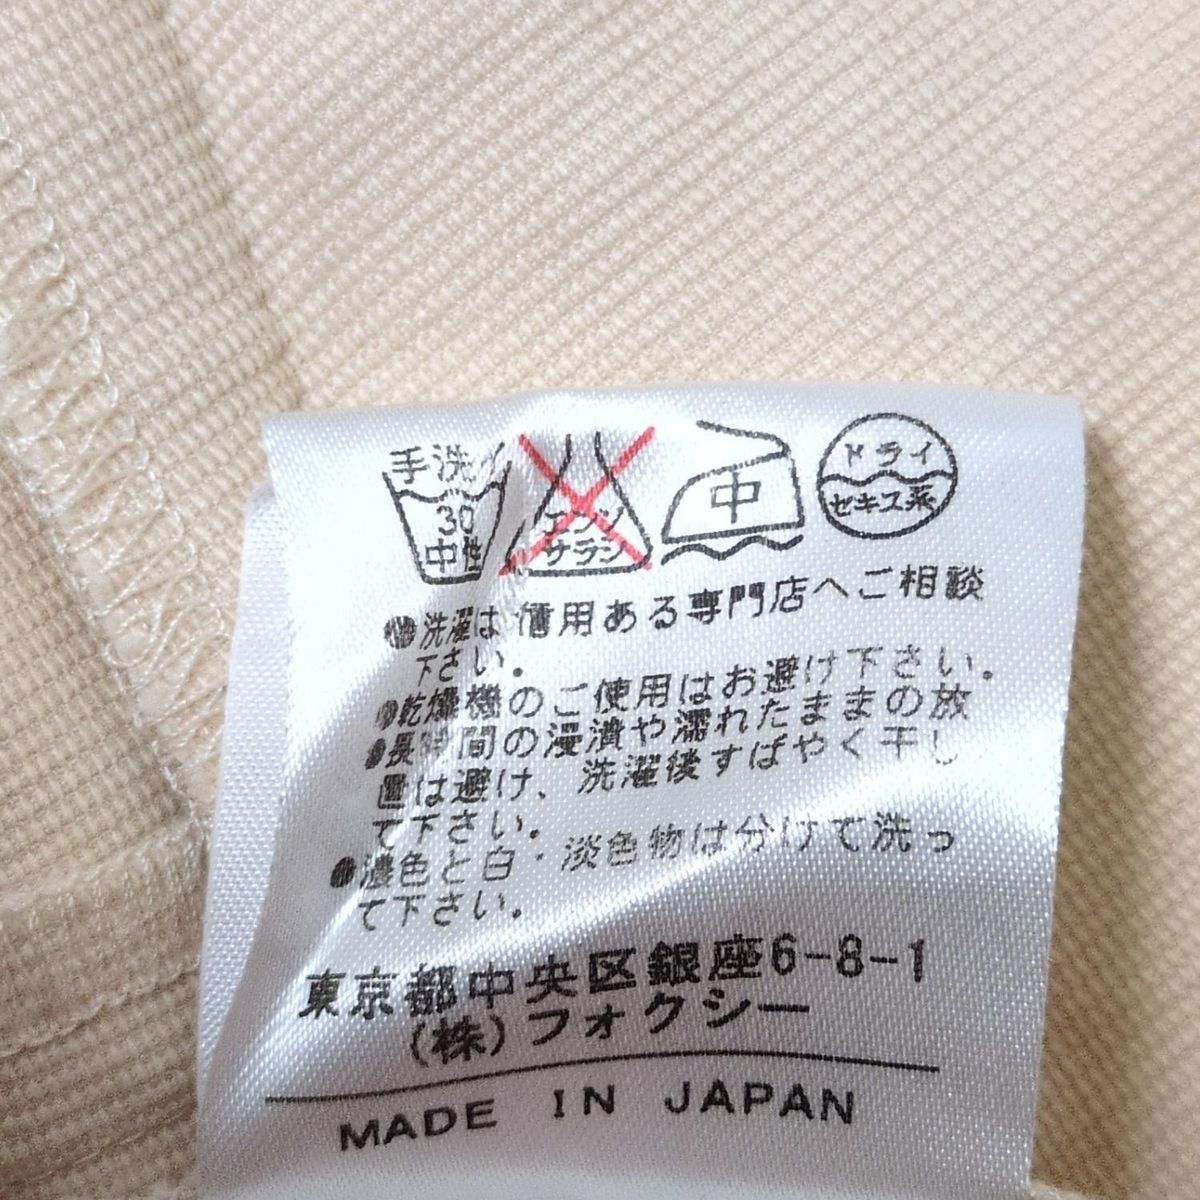 手洗イ
30
中性
エンソ
サラシ
中
ドライ
セキユ系
●洗濯は信用ある専門店へご相談
下さい。
●乾燥機のご使用はお避け下さい。
●長時間の浸漬や濡れたままの放
置は避け、洗濯後すばやく干し
て下さい。
●濃色と白・淡色物は分けて洗っ
て下さい。
東京都中央区銀座6-8-1
(株)フォクシー
MADE IN JAPAN